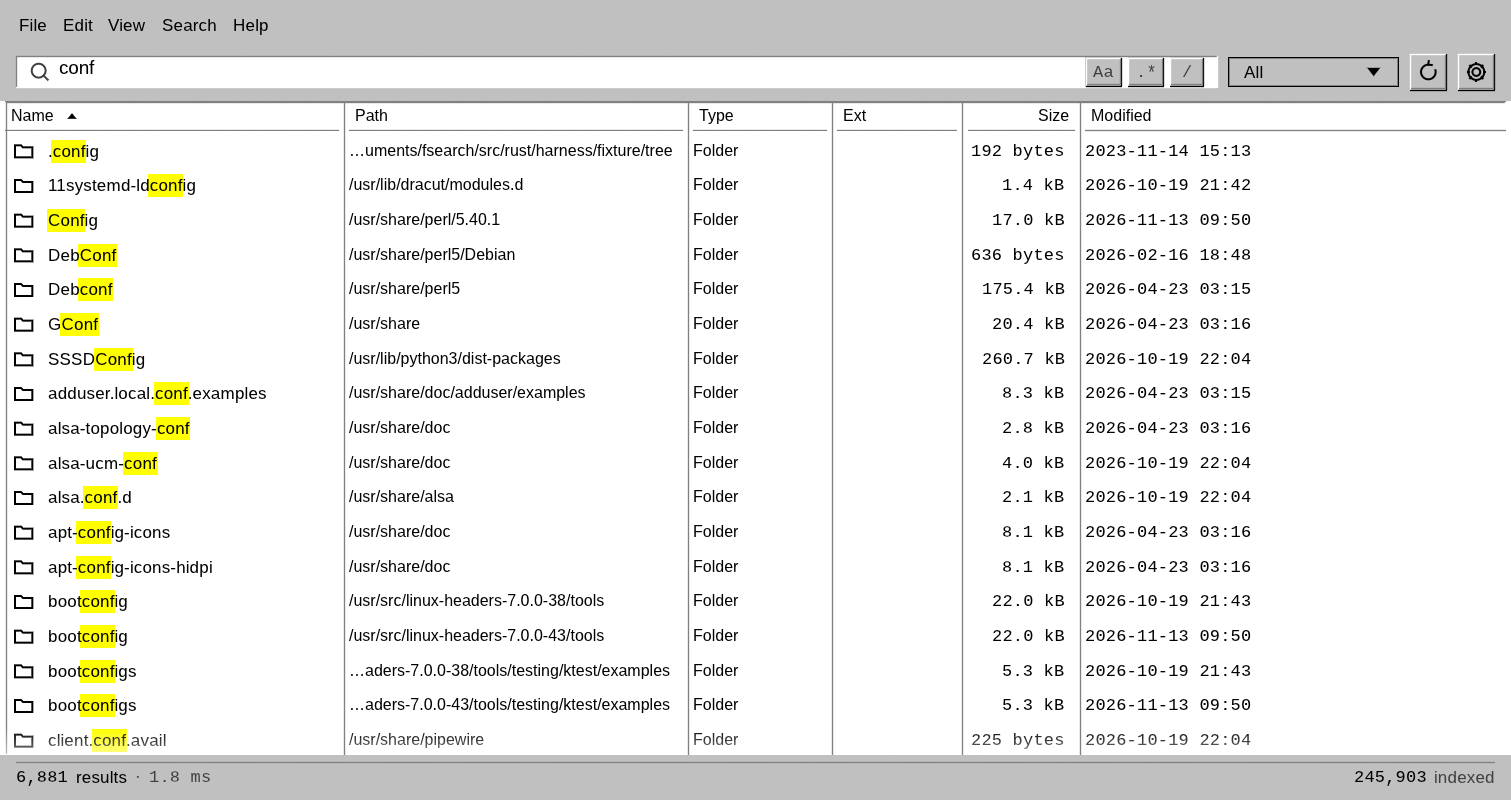 File Edit View Search Help
conf Aa .* / All
Name Path Type Ext Size Modified
.config …uments/fsearch/src/rust/harness/fixture/tree Folder 192 bytes 2023-11-14 15:13
11systemd-ldconfig /usr/lib/dracut/modules.d Folder 1.4 kB 2026-10-19 21:42
Config /usr/share/perl/5.40.1 Folder 17.0 kB 2026-11-13 09:50
DebConf /usr/share/perl5/Debian Folder 636 bytes 2026-02-16 18:48
Debconf /usr/share/perl5 Folder 175.4 kB 2026-04-23 03:15
GConf /usr/share Folder 20.4 kB 2026-04-23 03:16
SSSDConfig /usr/lib/python3/dist-packages Folder 260.7 kB 2026-10-19 22:04
adduser.local.conf.examples /usr/share/doc/adduser/examples Folder 8.3 kB 2026-04-23 03:15
alsa-topology-conf /usr/share/doc Folder 2.8 kB 2026-04-23 03:16
alsa-ucm-conf /usr/share/doc Folder 4.0 kB 2026-10-19 22:04
alsa.conf.d /usr/share/alsa Folder 2.1 kB 2026-10-19 22:04
apt-config-icons /usr/share/doc Folder 8.1 kB 2026-04-23 03:16
apt-config-icons-hidpi /usr/share/doc Folder 8.1 kB 2026-04-23 03:16
bootconfig /usr/src/linux-headers-7.0.0-38/tools Folder 22.0 kB 2026-10-19 21:43
bootconfig /usr/src/linux-headers-7.0.0-43/tools Folder 22.0 kB 2026-11-13 09:50
bootconfigs …aders-7.0.0-38/tools/testing/ktest/examples Folder 5.3 kB 2026-10-19 21:43
bootconfigs …aders-7.0.0-43/tools/testing/ktest/examples Folder 5.3 kB 2026-11-13 09:50
client.conf.avail /usr/share/pipewire Folder 225 bytes 2026-10-19 22:04
6,881 results · 1.8 ms 245,903 indexed